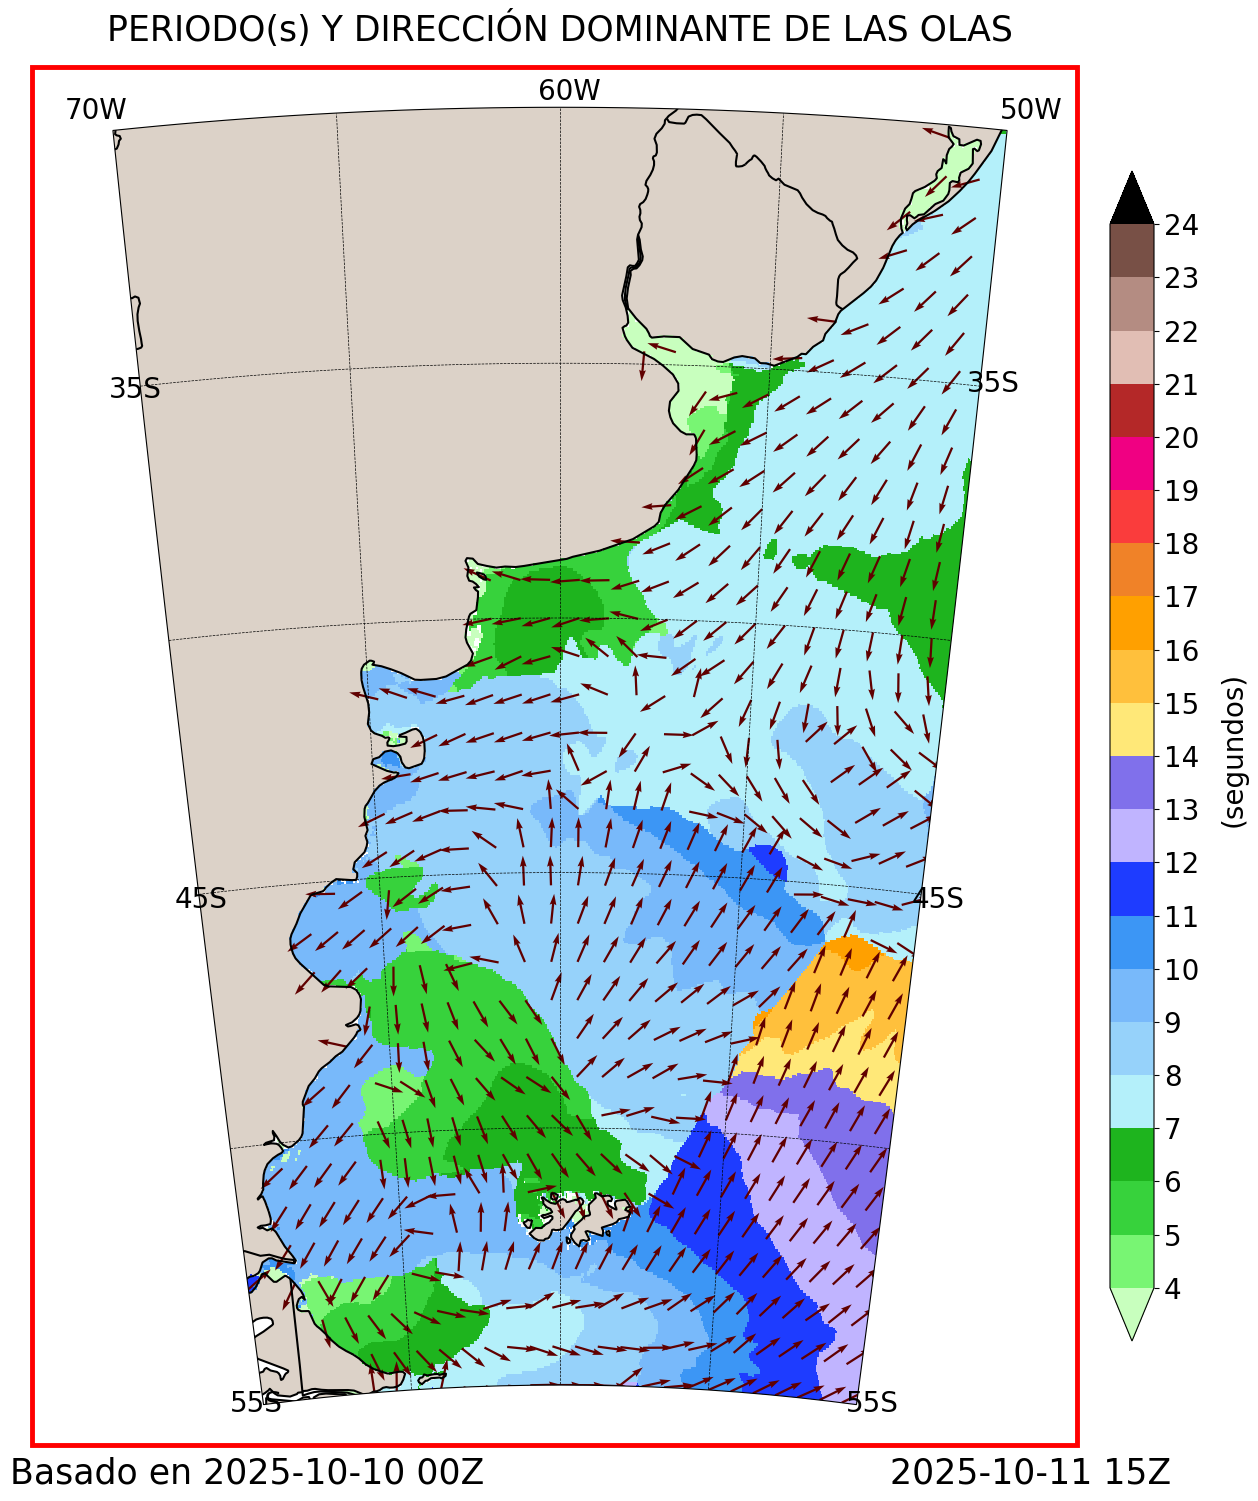 PERIODO(s) Y DIRECCIÓN DOMINANTE DE LAS OLAS
70W
60W
50W
35S
35S
45S
45S
55S
55S
24
23
22
21
20
19
18
17
16
15
14
13
12
11
10
9
8
7
6
5
4
(segundos)
Basado en 2025-10-10 00Z
2025-10-11 15Z